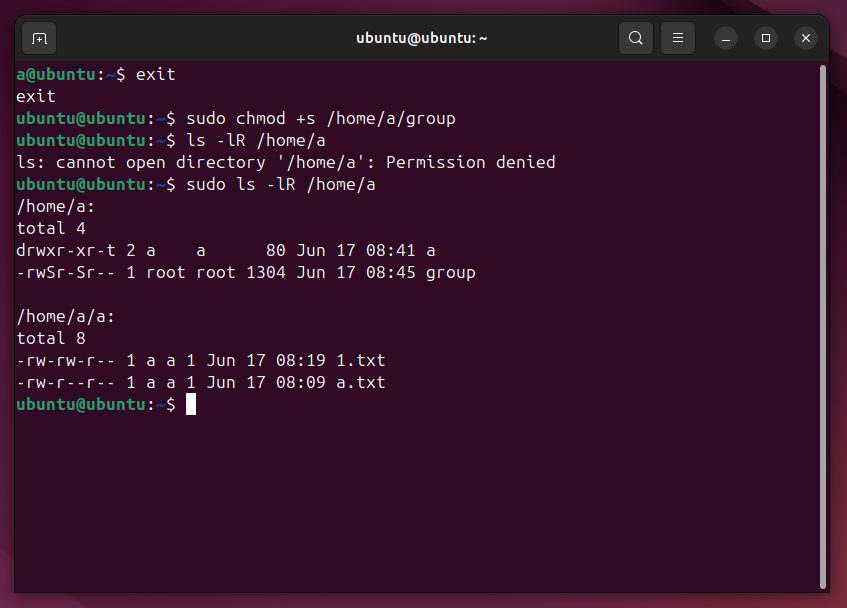 ubuntu@ubuntu: ~
a@ubuntu:~$ exit
exit
ubuntu@ubuntu:~$ sudo chmod +s /home/a/group
ubuntu@ubuntu:~$ ls -lR /home/a
ls: cannot open directory '/home/a': Permission denied
ubuntu@ubuntu:~$ sudo ls -lR /home/a
/home/a:
total 4
drwxr-xr-t 2 a    a      80 Jun 17 08:41 a
-rwSr-Sr-- 1 root root 1304 Jun 17 08:45 group

/home/a/a:
total 8
-rw-rw-r-- 1 a a 1 Jun 17 08:19 1.txt
-rw-r--r-- 1 a a 1 Jun 17 08:09 a.txt
ubuntu@ubuntu:~$